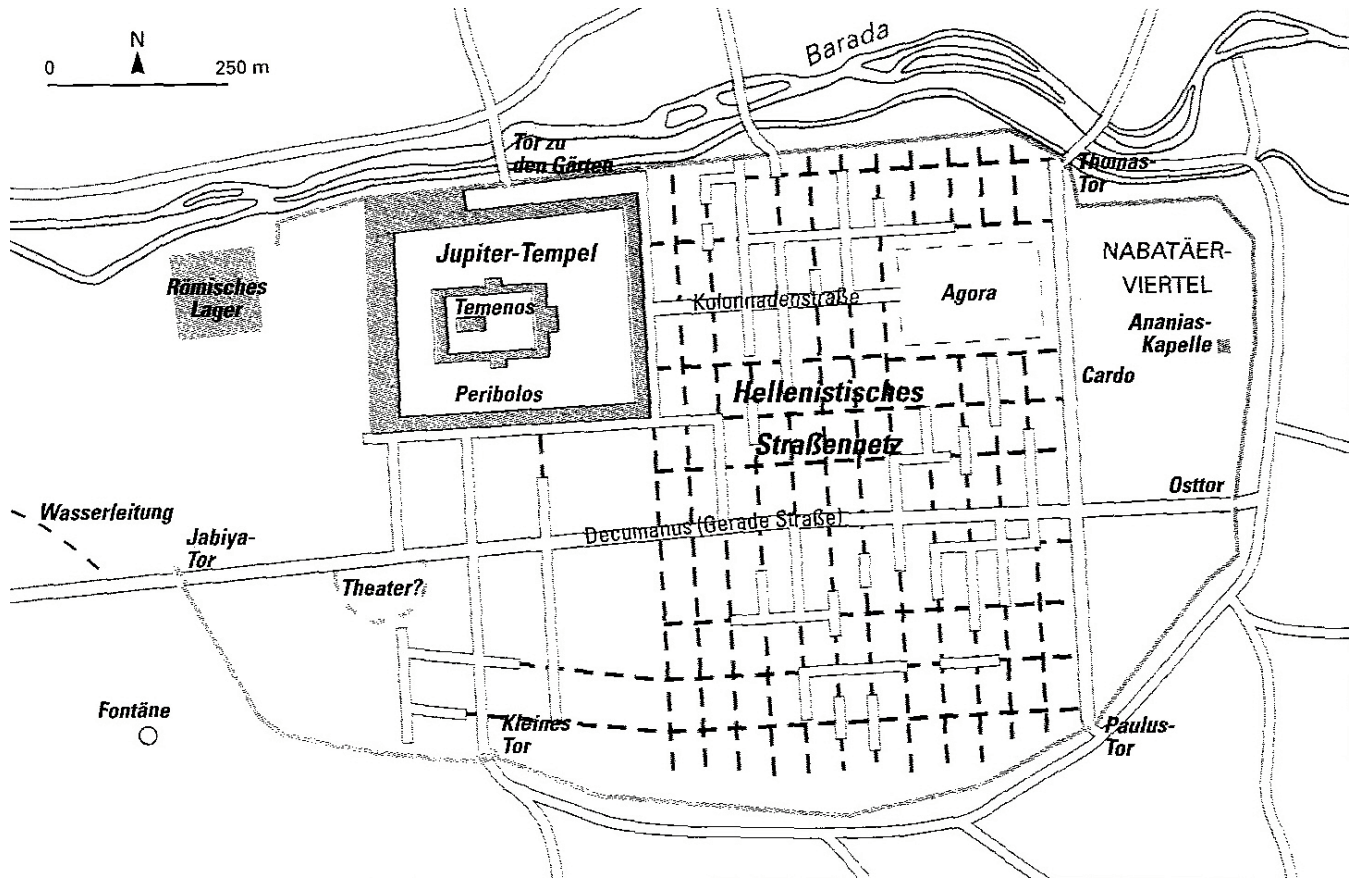 Barada
N
0 250 m
Tor zu
den Gärten
Thomas-
Tor
Jupiter-Tempel
NABATÄER-
VIERTEL
Römisches
Lager
Temenos
Kolonnadenstraße
Agora
Ananias-
Kapelle
Cardo
Peribolos
Hellenistisches
Straßennetz
Osttor
Wasserleitung
Decumanus (Gerade Straße)
Jabiya-
Tor
Theater?
Fontäne
Kleines
Tor
Paulus-
Tor